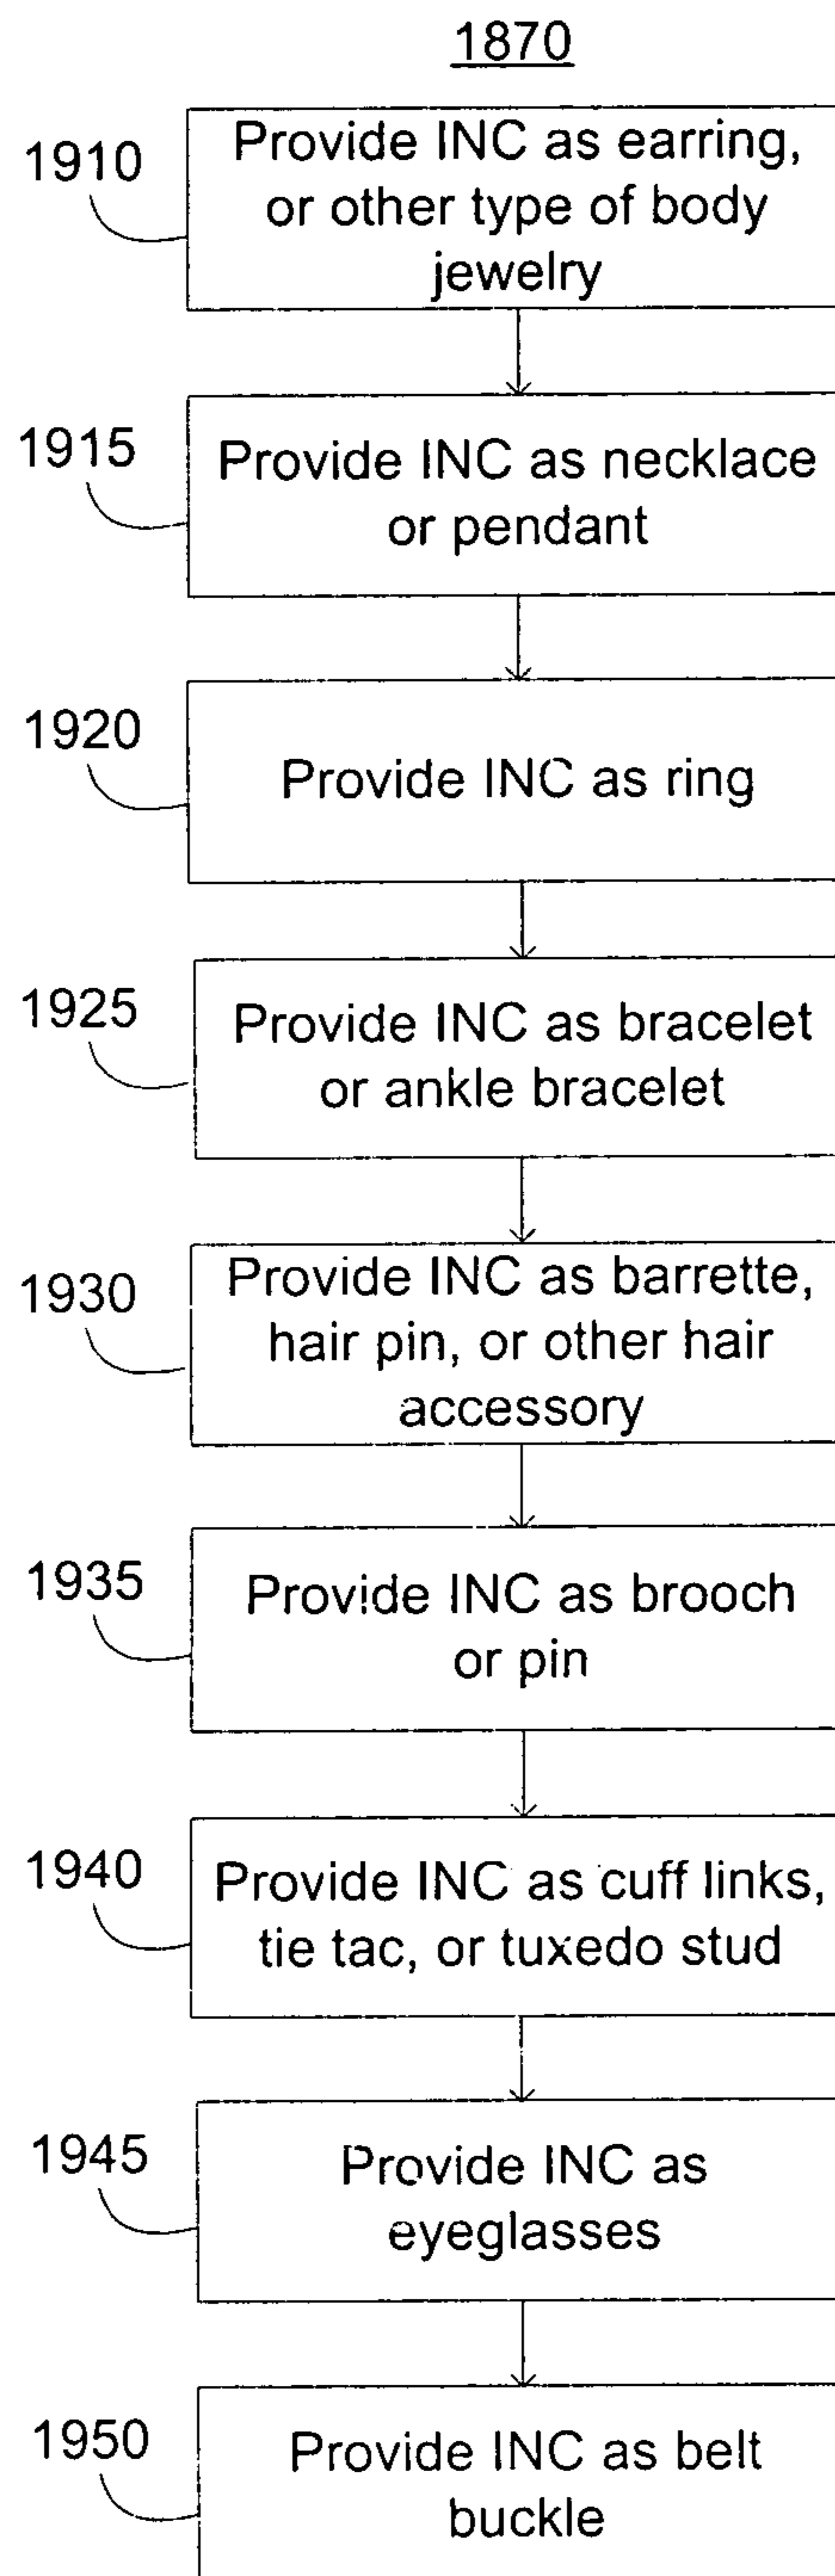 1870
1910
Provide INC as earring,
or other type of body
jewelry
1915
Provide INC as necklace
or pendant
1920
Provide INC as ring
1925
Provide INC as bracelet
or ankle bracelet
1930
Provide INC as barrette,
hair pin, or other hair
accessory
1935
Provide INC as brooch
or pin
1940
Provide INC as cuff links,
tie tac, or tuxedo stud
1945
Provide INC as
eyeglasses
1950
Provide INC as belt
buckle